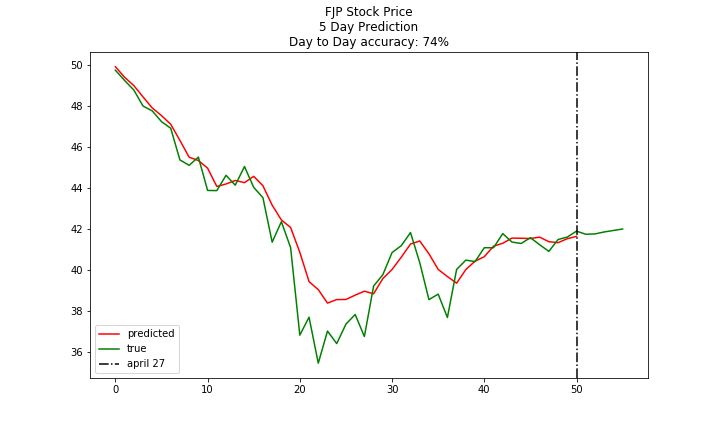 FJP Stock Price
5 Day Prediction
Day to Day accuracy: 74%
50
48
46
44
42
40
38
36
predicted
true
april 27
0 10 20 30 40 50